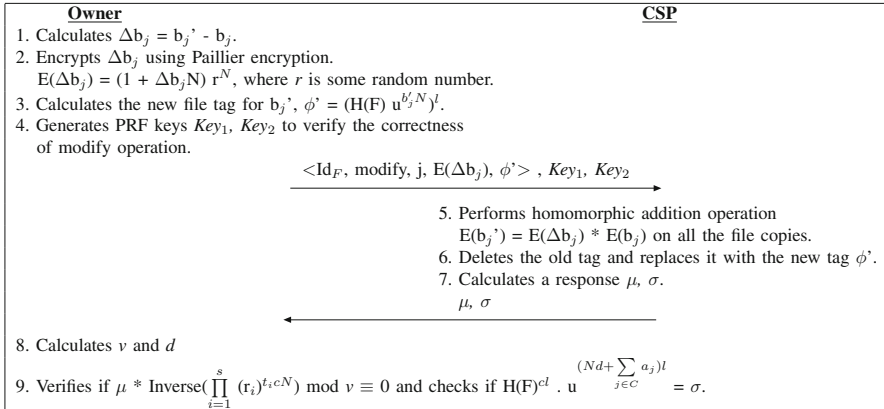 Owner
CSP
1. Calculates Δb_j = b_j’ - b_j.
2. Encrypts Δb_j using Paillier encryption.
E(Δb_j) = (1 + Δb_jN) r^N, where r is some random number.
3. Calculates the new file tag for b_j’, ϕ’ = (H(F) u^{b'_jN})^l.
4. Generates PRF keys Key_1, Key_2 to verify the correctness
of modify operation.
<Id_F, modify, j, E(Δb_j), ϕ’> , Key_1, Key_2
5. Performs homomorphic addition operation
E(b_j’) = E(Δb_j) * E(b_j) on all the file copies.
6. Deletes the old tag and replaces it with the new tag ϕ’.
7. Calculates a response μ, σ.
μ, σ
8. Calculates v and d
9. Verifies if μ * Inverse(∏_{i=1}^{s} (r_i)^{t_icN}) mod v ≡ 0 and checks if H(F)^{cl} . u^{(Nd+∑_{j∈C} a_j)l} = σ.